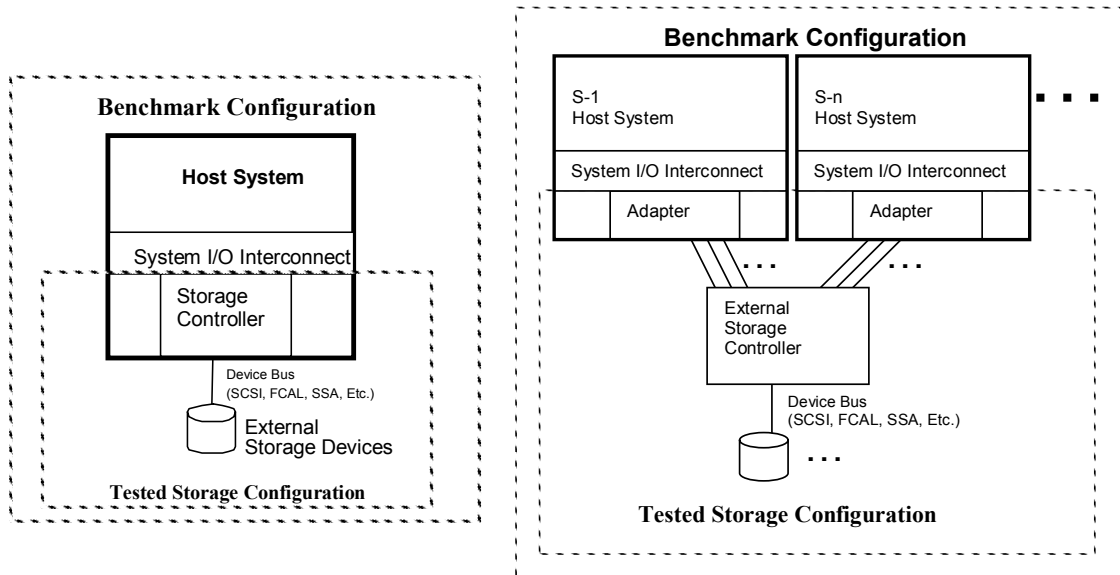 Benchmark Configuration
Host System
System I/O Interconnect
Storage
Controller
Device Bus
(SCSI, FCAL, SSA, Etc.)
External
Storage Devices
Tested Storage Configuration
Benchmark Configuration
S-1
Host System
System I/O Interconnect
Adapter
S-n
Host System
System I/O Interconnect
Adapter
. . .
. . .
. . .
External
Storage
Controller
Device Bus
(SCSI, FCAL, SSA, Etc.)
. . .
Tested Storage Configuration